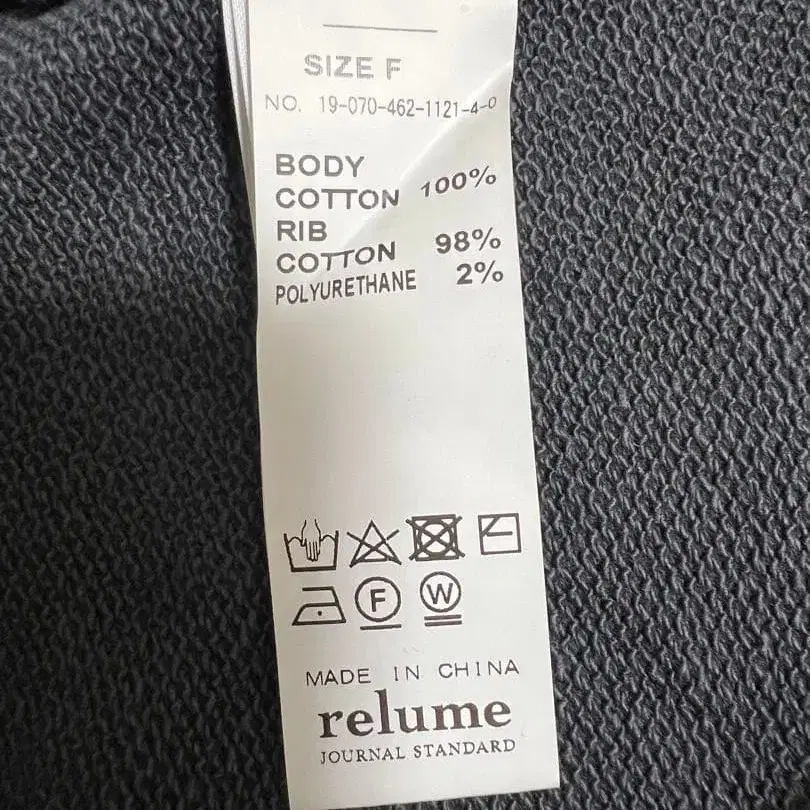 SIZE F
NO. 19-070-462-1121-4-0
BODY
COTTON 100%
RIB
COTTON 98%
POLYURETHANE 2%
F W
MADE IN CHINA
relume
JOURNAL STANDARD